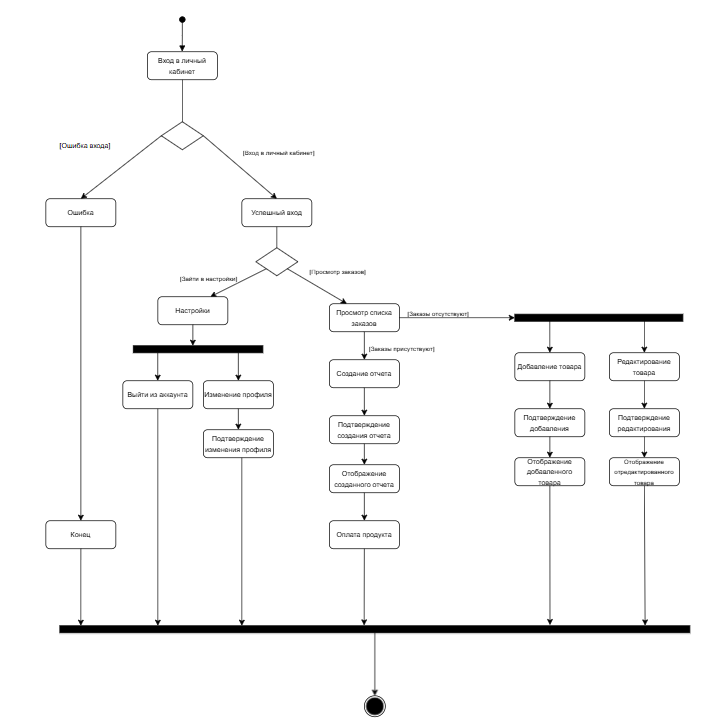 Вход в личный
кабинет
[Ошибка входа]
[Вход в личный кабинет]
Ошибка
Успешный вход
[Зайти в настройки]
[Просмотр заказов]
Настройки
Просмотр списка
заказов
[Заказы отсутствуют]
[Заказы присутствуют]
Выйти из аккаунта
Изменение профиля
Подтверждение
изменения профиля
Создание отчета
Подтверждение
создания отчета
Отображение
созданного отчета
Оплата продукта
Добавление товара
Подтверждение
добавления
Отображение
добавленного
товара
Редактирование
товара
Подтверждение
редактирования
Отображение
отредактированного
товара
Конец